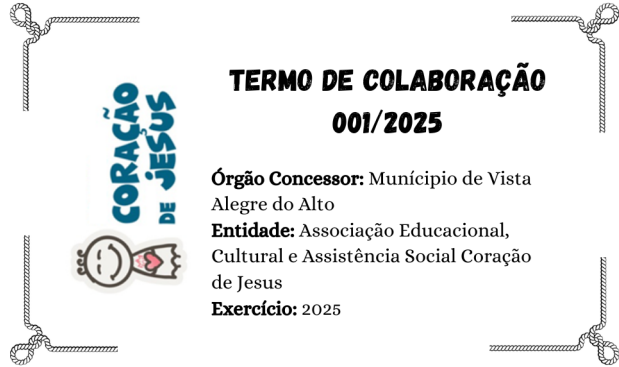 CORAÇÃO
DE JESUS
TERMO DE COLABORAÇÃO
001/2025
Órgão Concessor: Munícipio de Vista
Alegre do Alto
Entidade: Associação Educacional,
Cultural e Assistência Social Coração
de Jesus
Exercício: 2025